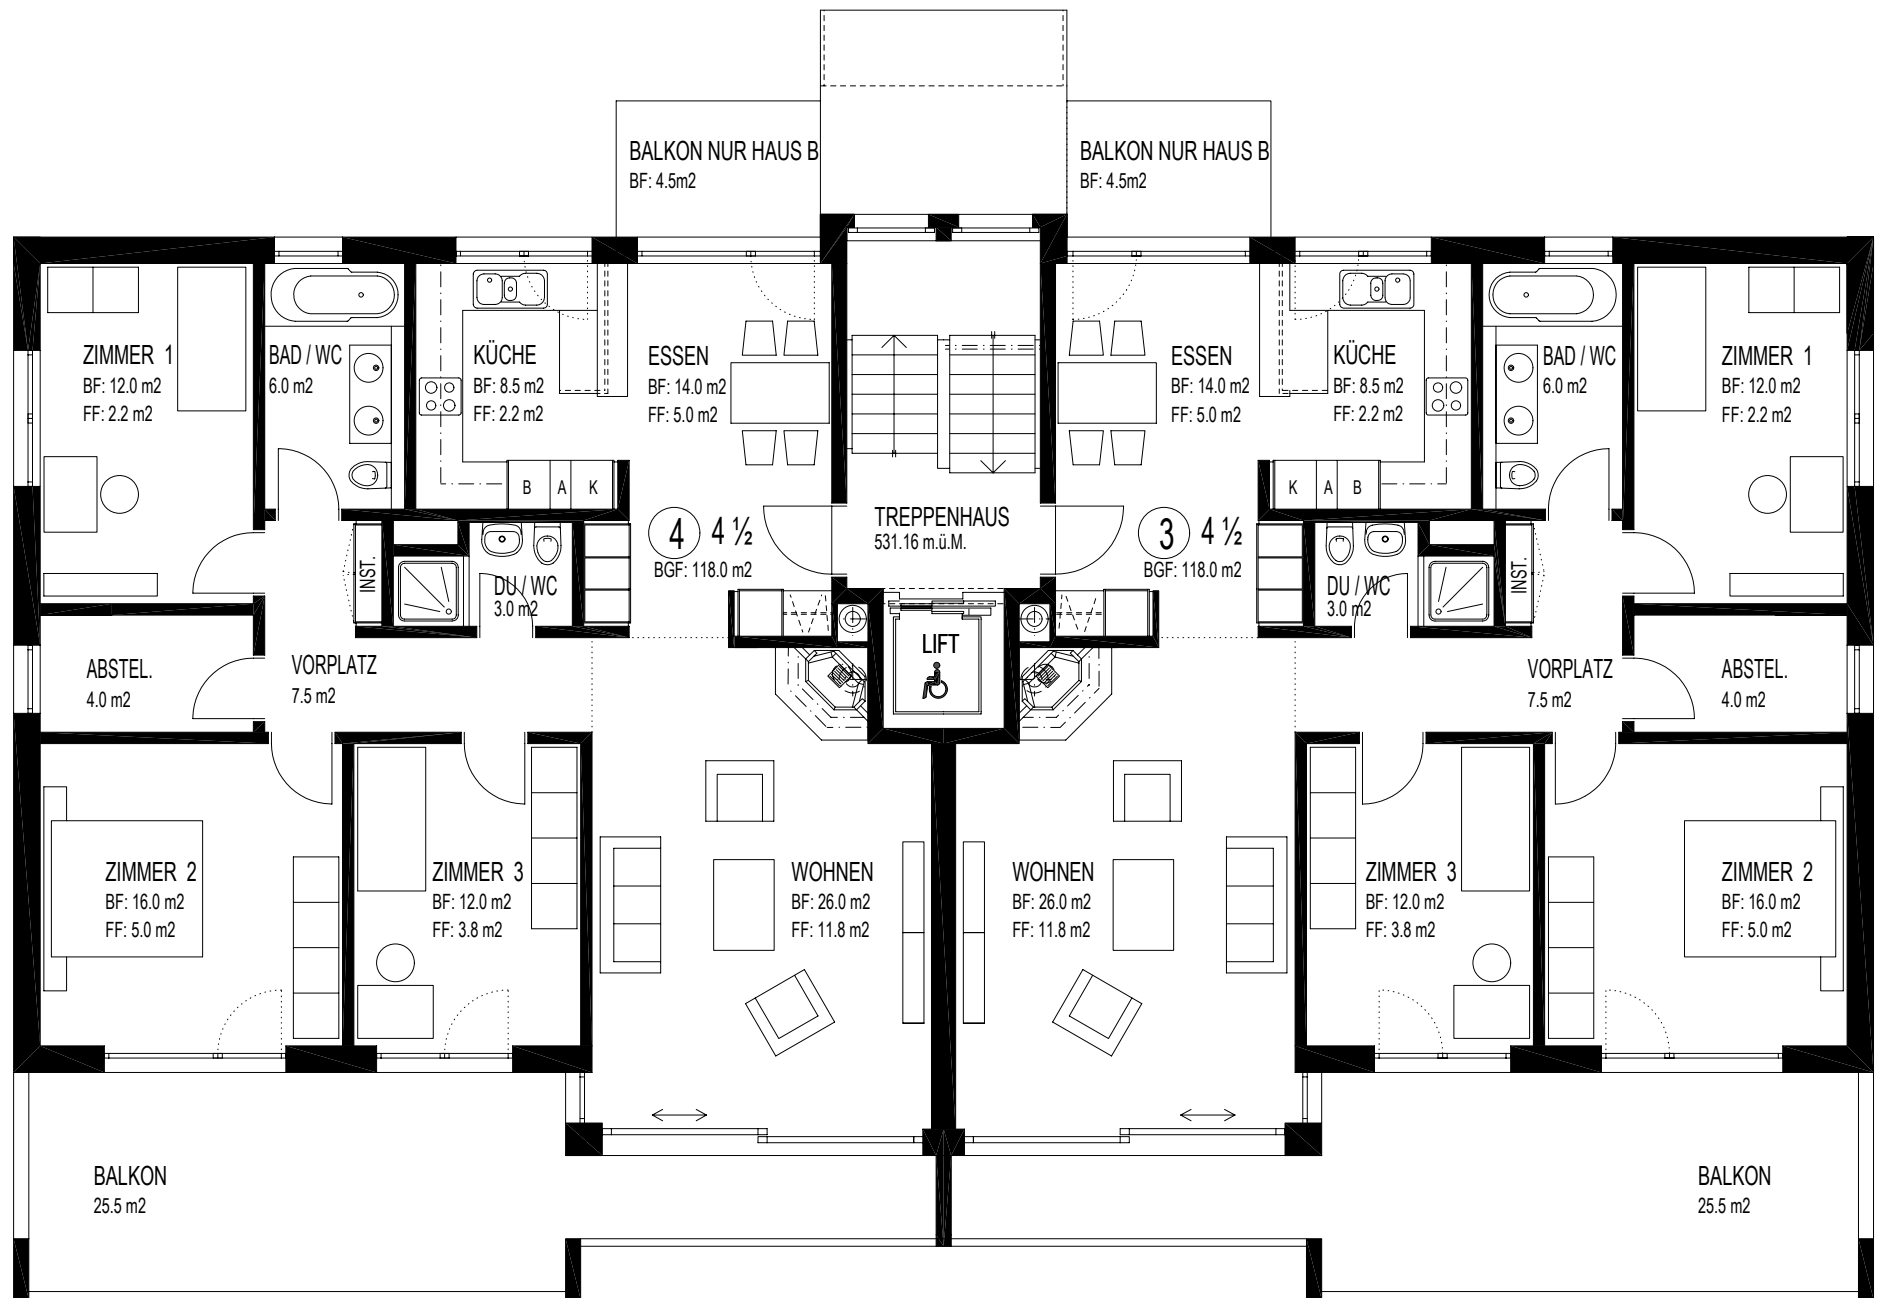 BALKON NUR HAUS B
BF: 4.5m2
BALKON NUR HAUS B
BF: 4.5m2
ZIMMER 1
BF: 12.0 m2
FF: 2.2 m2
BAD / WC
6.0 m2
KÜCHE
BF: 8.5 m2
FF: 2.2 m2
ESSEN
BF: 14.0 m2
FF: 5.0 m2
ESSEN
BF: 14.0 m2
FF: 5.0 m2
KÜCHE
BF: 8.5 m2
FF: 2.2 m2
BAD / WC
6.0 m2
ZIMMER 1
BF: 12.0 m2
FF: 2.2 m2
B A K
K A B
4 4 ½
BGF: 118.0 m2
TREPPENHAUS
531.16 m.ü.M.
3 4 ½
BGF: 118.0 m2
INST.
DU / WC
3.0 m2
DU / WC
3.0 m2
INST.
LIFT
ABSTEL.
4.0 m2
VORPLATZ
7.5 m2
VORPLATZ
7.5 m2
ABSTEL.
4.0 m2
ZIMMER 2
BF: 16.0 m2
FF: 5.0 m2
ZIMMER 3
BF: 12.0 m2
FF: 3.8 m2
WOHNEN
BF: 26.0 m2
FF: 11.8 m2
WOHNEN
BF: 26.0 m2
FF: 11.8 m2
ZIMMER 3
BF: 12.0 m2
FF: 3.8 m2
ZIMMER 2
BF: 16.0 m2
FF: 5.0 m2
BALKON
25.5 m2
BALKON
25.5 m2